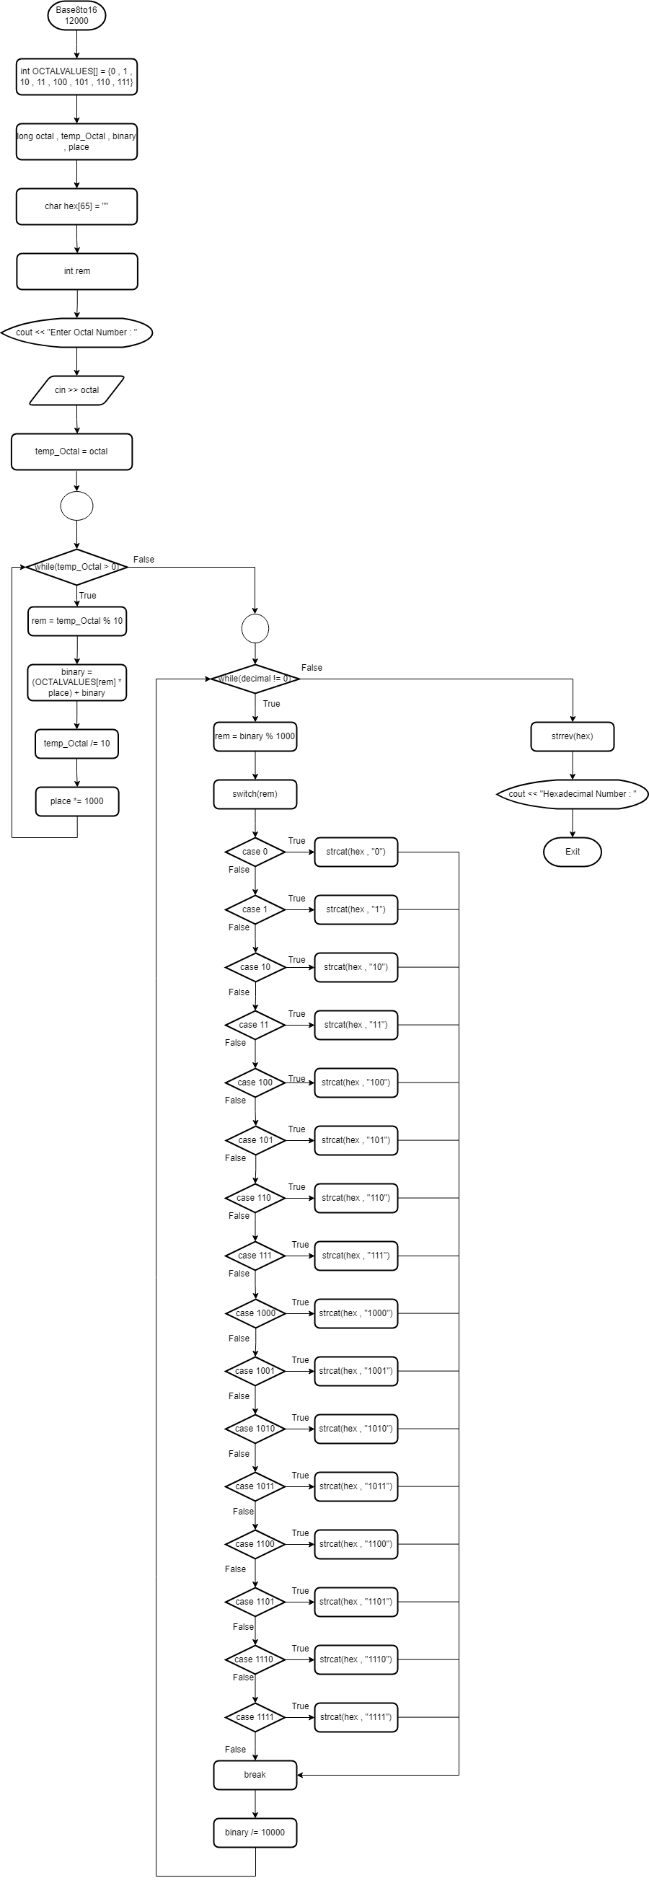 Base8to16
12000
int OCTALVALUES[] = {0 , 1 ,
10 , 11 , 100 , 101 , 110 , 111}
long octal , temp_Octal , binary
, place
char hex[65] = ""
int rem
cout << "Enter Octal Number : "
cin >> octal
temp_Octal = octal
while(temp_Octal > 0)
False
True
rem = temp_Octal % 10
binary =
(OCTALVALUES[rem] *
place) + binary
temp_Octal /= 10
place *= 1000
while(decimal != 0)
False
True
rem = binary % 1000
switch(rem)
case 0
True
strcat(hex , "0")
False
case 1
True
strcat(hex , "1")
False
case 10
True
strcat(hex , "10")
False
case 11
True
strcat(hex , "11")
False
case 100
True
strcat(hex , "100")
False
case 101
True
strcat(hex , "101")
False
case 110
True
strcat(hex , "110")
False
case 111
True
strcat(hex , "111")
False
case 1000
True
strcat(hex , "1000")
False
case 1001
True
strcat(hex , "1001")
False
case 1010
True
strcat(hex , "1010")
False
case 1011
True
strcat(hex , "1011")
False
case 1100
True
strcat(hex , "1100")
False
case 1101
True
strcat(hex , "1101")
False
case 1110
True
strcat(hex , "1110")
False
case 1111
True
strcat(hex , "1111")
False
break
binary /= 10000
strrev(hex)
cout << "Hexadecimal Number : "
Exit